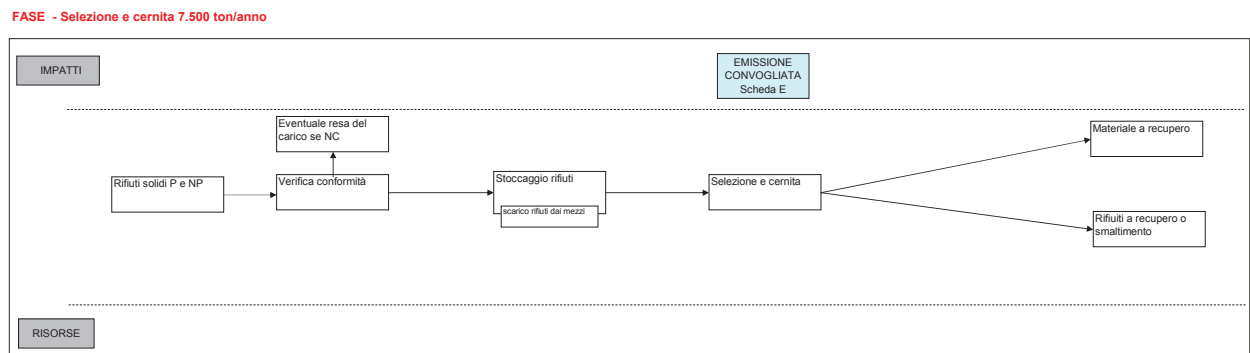 FASE - Selezione e cernita 7.500 ton/anno
IMPATTI
EMISSIONE
CONVOGLIATA
Scheda E
Eventuale resa del
carico se NC
Materiale a recupero
Rifiuti solidi P e NP
Verifica conformità
Stoccaggio rifiuti
scarico rifiuti dai mezzi
Selezione e cernita
Rifiuiti a recupero o
smaltimento
RISORSE